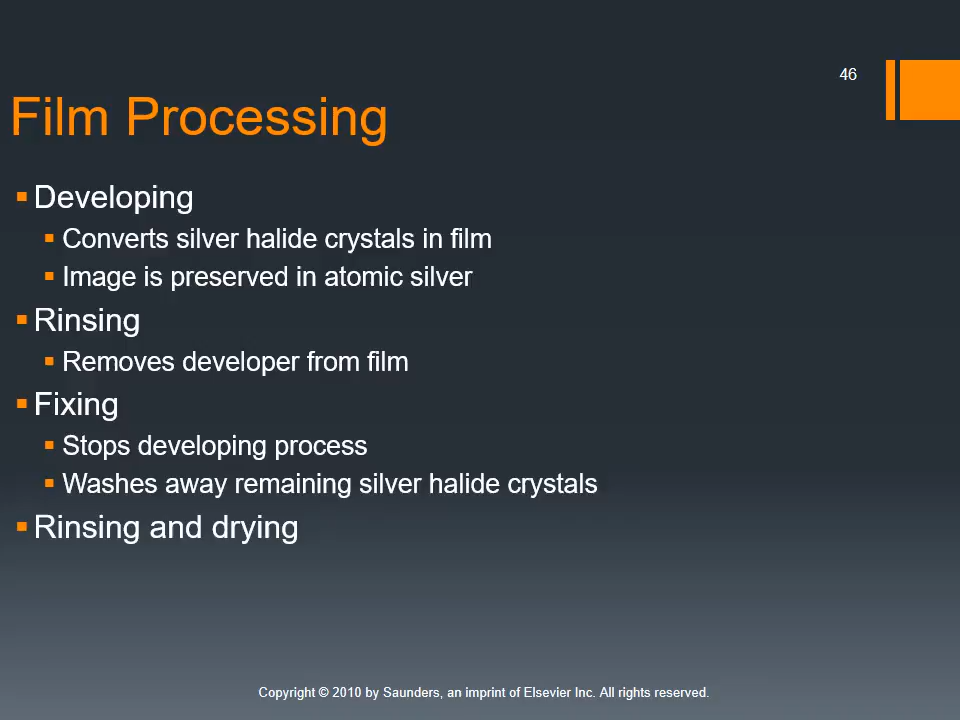 46
Film Processing
Developing
Converts silver halide crystals in film
Image is preserved in atomic silver
Rinsing
Removes developer from film
Fixing
Stops developing process
Washes away remaining silver halide crystals
Rinsing and drying
Copyright © 2010 by Saunders, an imprint of Elsevier Inc. All rights reserved.